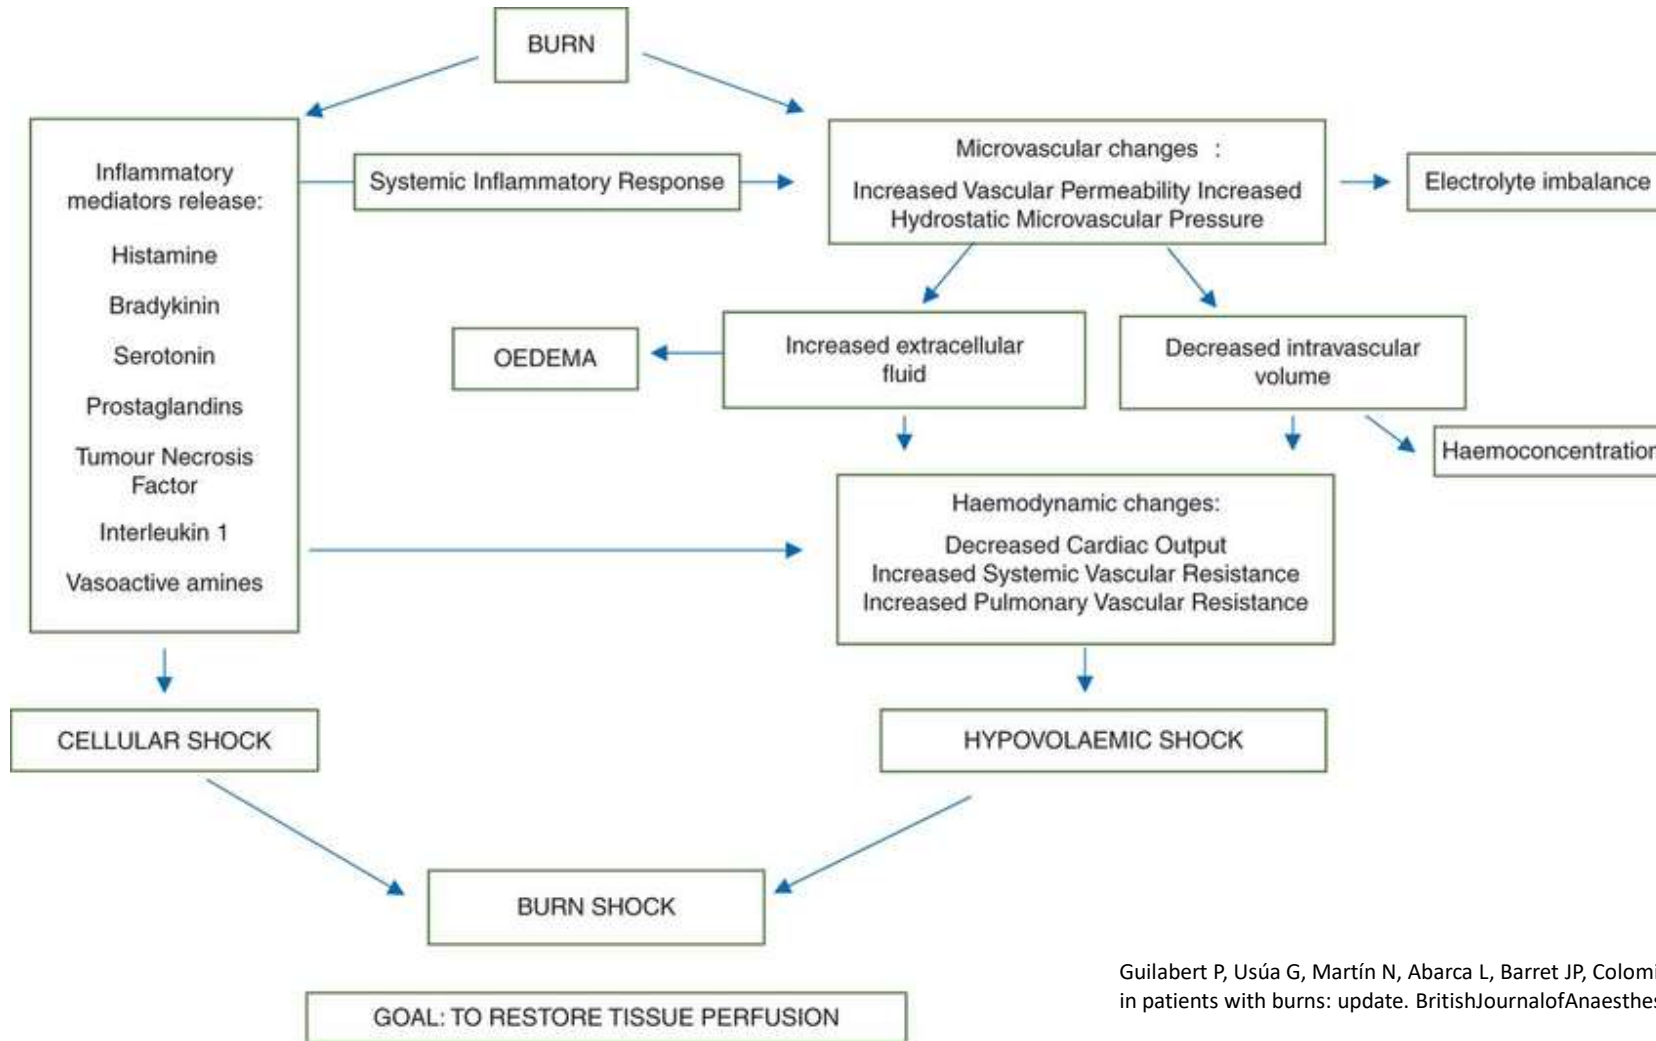 BURN
Inflammatory
mediators release:
Histamine
Bradykinin
Serotonin
Prostaglandins
Tumour Necrosis
Factor
Interleukin 1
Vasoactive amines
Systemic Inflammatory Response
Microvascular changes :
Increased Vascular Permeability Increased
Hydrostatic Microvascular Pressure
Electrolyte imbalance
OEDEMA
Increased extracellular
fluid
Decreased intravascular
volume
Haemoconcentration
Haemodynamic changes:
Decreased Cardiac Output
Increased Systemic Vascular Resistance
Increased Pulmonary Vascular Resistance
CELLULAR SHOCK
HYPOVOLAEMIC SHOCK
BURN SHOCK
Guilabert P, Usúa G, Martín N, Abarca L, Barret JP, Colomi
in patients with burns: update. BritishJournalofAnaesthes
GOAL: TO RESTORE TISSUE PERFUSION